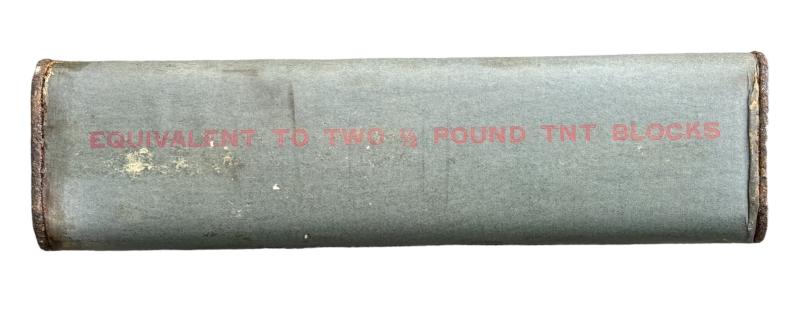 EQUIVALENT TO TWO ½ POUND TNT BLOCKS